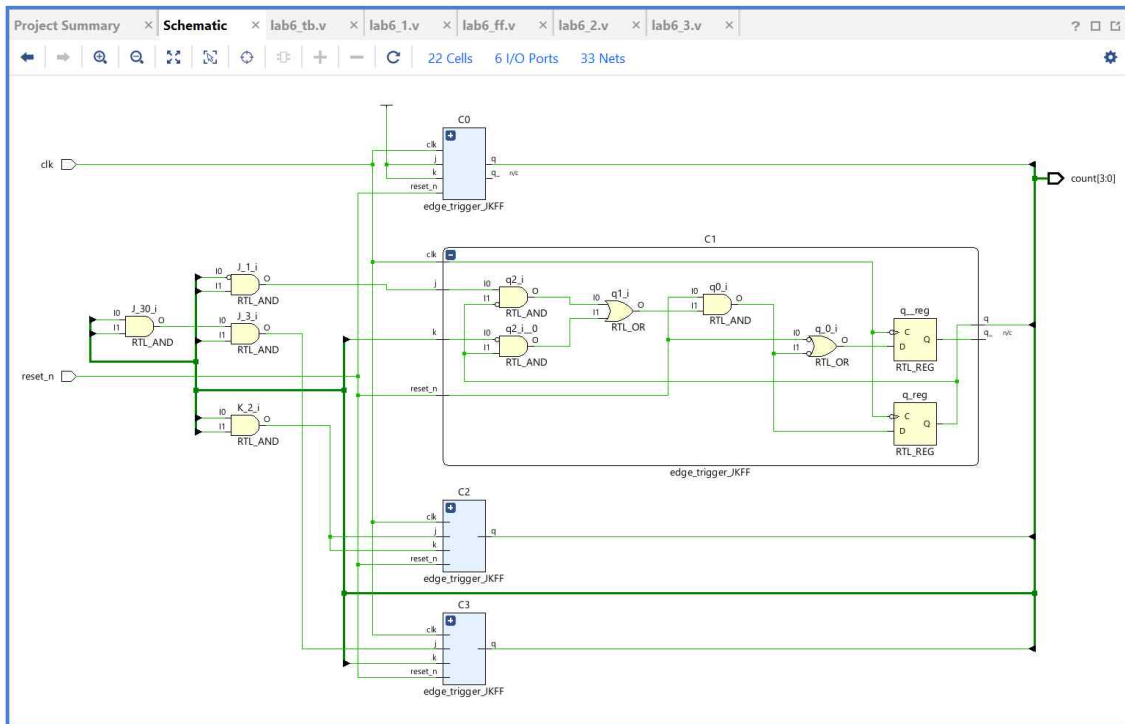 Project Summary × Schematic × lab6_tb.v × lab6_1.v × lab6_ff.v × lab6_2.v × lab6_3.v × ?
22 Cells 6 I/O Ports 33 Nets
C0
clk
clk
j
k
reset_n
q
q_ n/c
edge_trigger_JKFF
count[3:0]
C1
clk
j
k
reset_n
J_1_i
I0
I1
O
RTL_AND
J_30_i
I0
I1
O
RTL_AND
J_3_i
I0
I1
O
RTL_AND
reset_n
K_2_i
I0
I1
O
RTL_AND
q2_i
I0
I1
O
RTL_AND
q2_i__0
I0
I1
O
RTL_AND
q1_i
I0
I1
O
RTL_OR
q0_i
I0
I1
O
RTL_AND
q_0_i
I0
I1
O
RTL_OR
q__reg
C
D
Q
RTL_REG
q_reg
C
D
Q
RTL_REG
q
q_ n/c
edge_trigger_JKFF
C2
clk
j
k
reset_n
q
edge_trigger_JKFF
C3
clk
j
k
reset_n
q
edge_trigger_JKFF